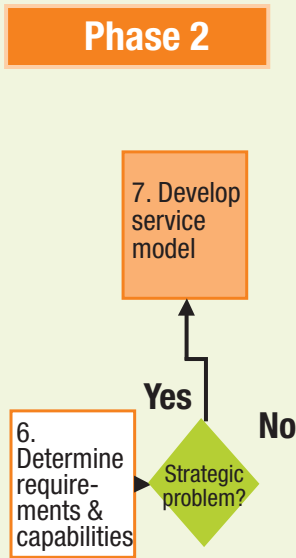 Phase 2
7. Develop
service
model
Yes
No
6.
Determine
require-
ments &
capabilities
Strategic
problem?